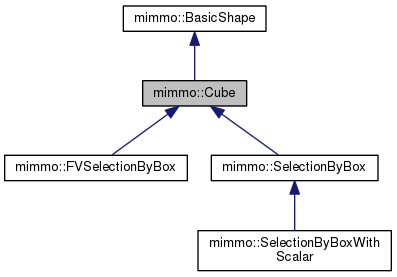 mimmo::BasicShape
mimmo::Cube
mimmo::FVSelectionByBox
mimmo::SelectionByBox
mimmo::SelectionByBoxWith
Scalar